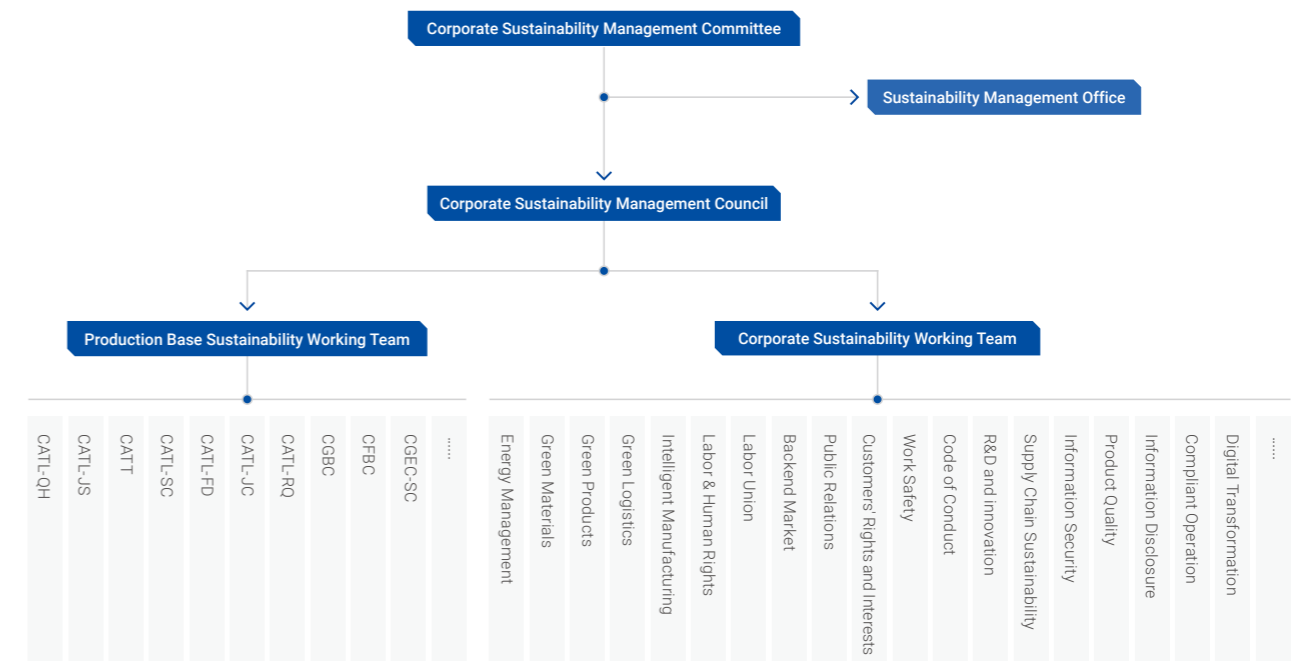 Corporate Sustainability Management Committee
Sustainability Management Office
Corporate Sustainability Management Council
Production Base Sustainability Working Team
Corporate Sustainability Working Team
CATL-QH
CATL-JS
CATT
CATL-SC
CATL-FD
CATL-JC
CATL-RQ
CGBC
CFBC
CGEC-SC
......
Energy Management
Green Materials
Green Products
Green Logistics
Intelligent Manufacturing
Labor & Human Rights
Labor Union
Backend Market
Public Relations
Customers' Rights and Interests
Work Safety
Code of Conduct
R&D and innovation
Supply Chain Sustainability
Information Security
Product Quality
Information Disclosure
Compliant Operation
Digital Transformation
......